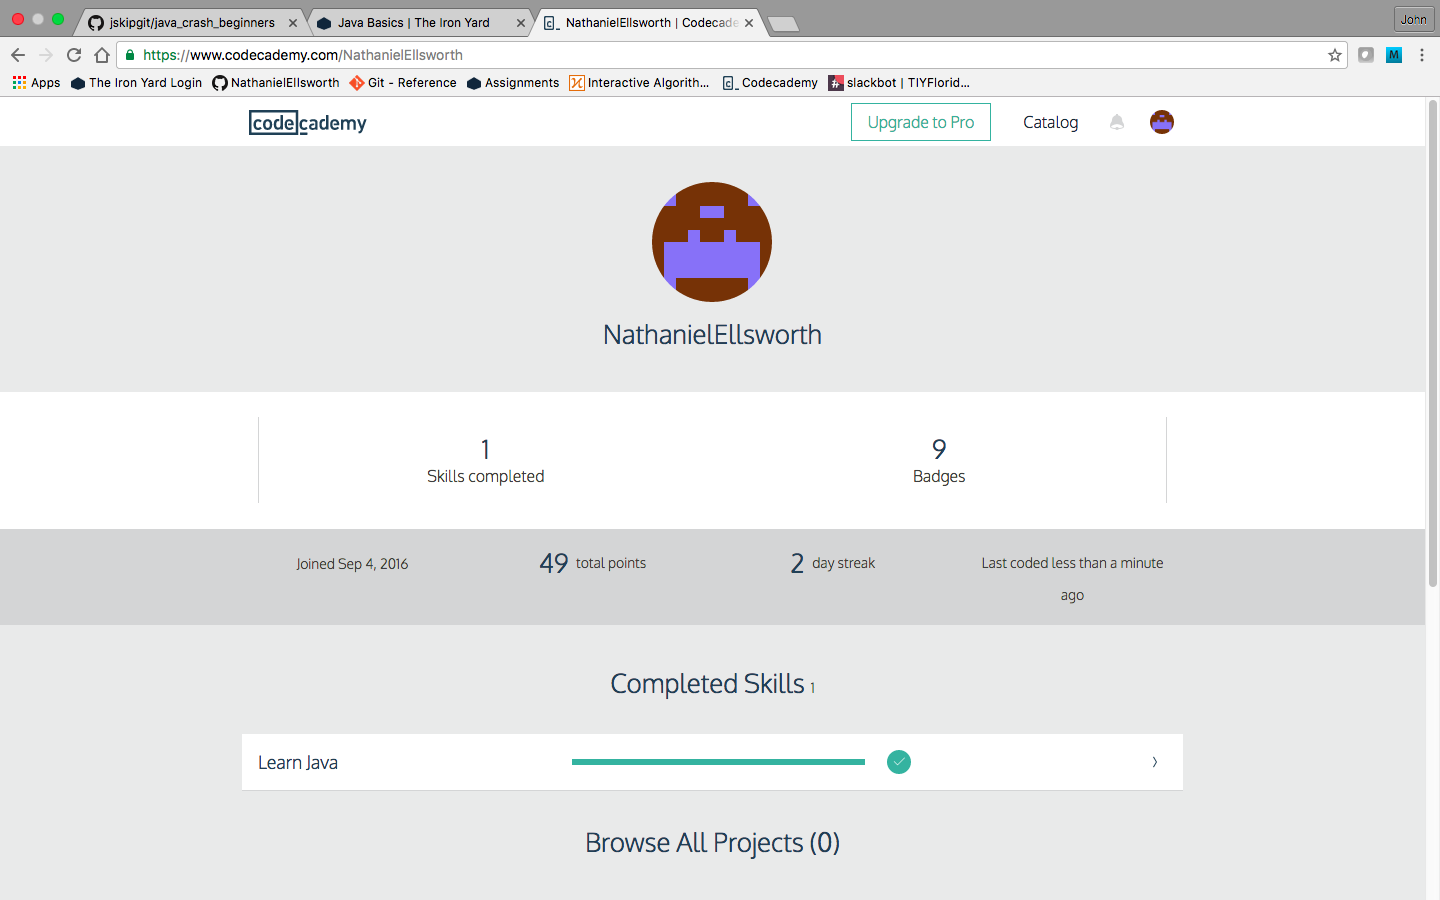 jskipgit/java_crash_beginners
Java Basics | The Iron Yard
NathanielEllsworth | Codecade
John
https://www.codecademy.com/NathanielEllsworth
M
Apps
The Iron Yard Login
NathanielEllsworth
Git - Reference
Assignments
Interactive Algorith...
Codecademy
slackbot | TIYFlorid...
codecademy
Upgrade to Pro
Catalog
NathanielEllsworth
1
Skills completed
9
Badges
Joined Sep 4, 2016
49 total points
2 day streak
Last coded less than a minute
ago
Completed Skills 1
Learn Java
Browse All Projects (0)